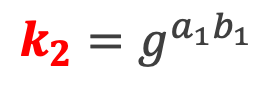 k₂ = g^{a₁b₁}